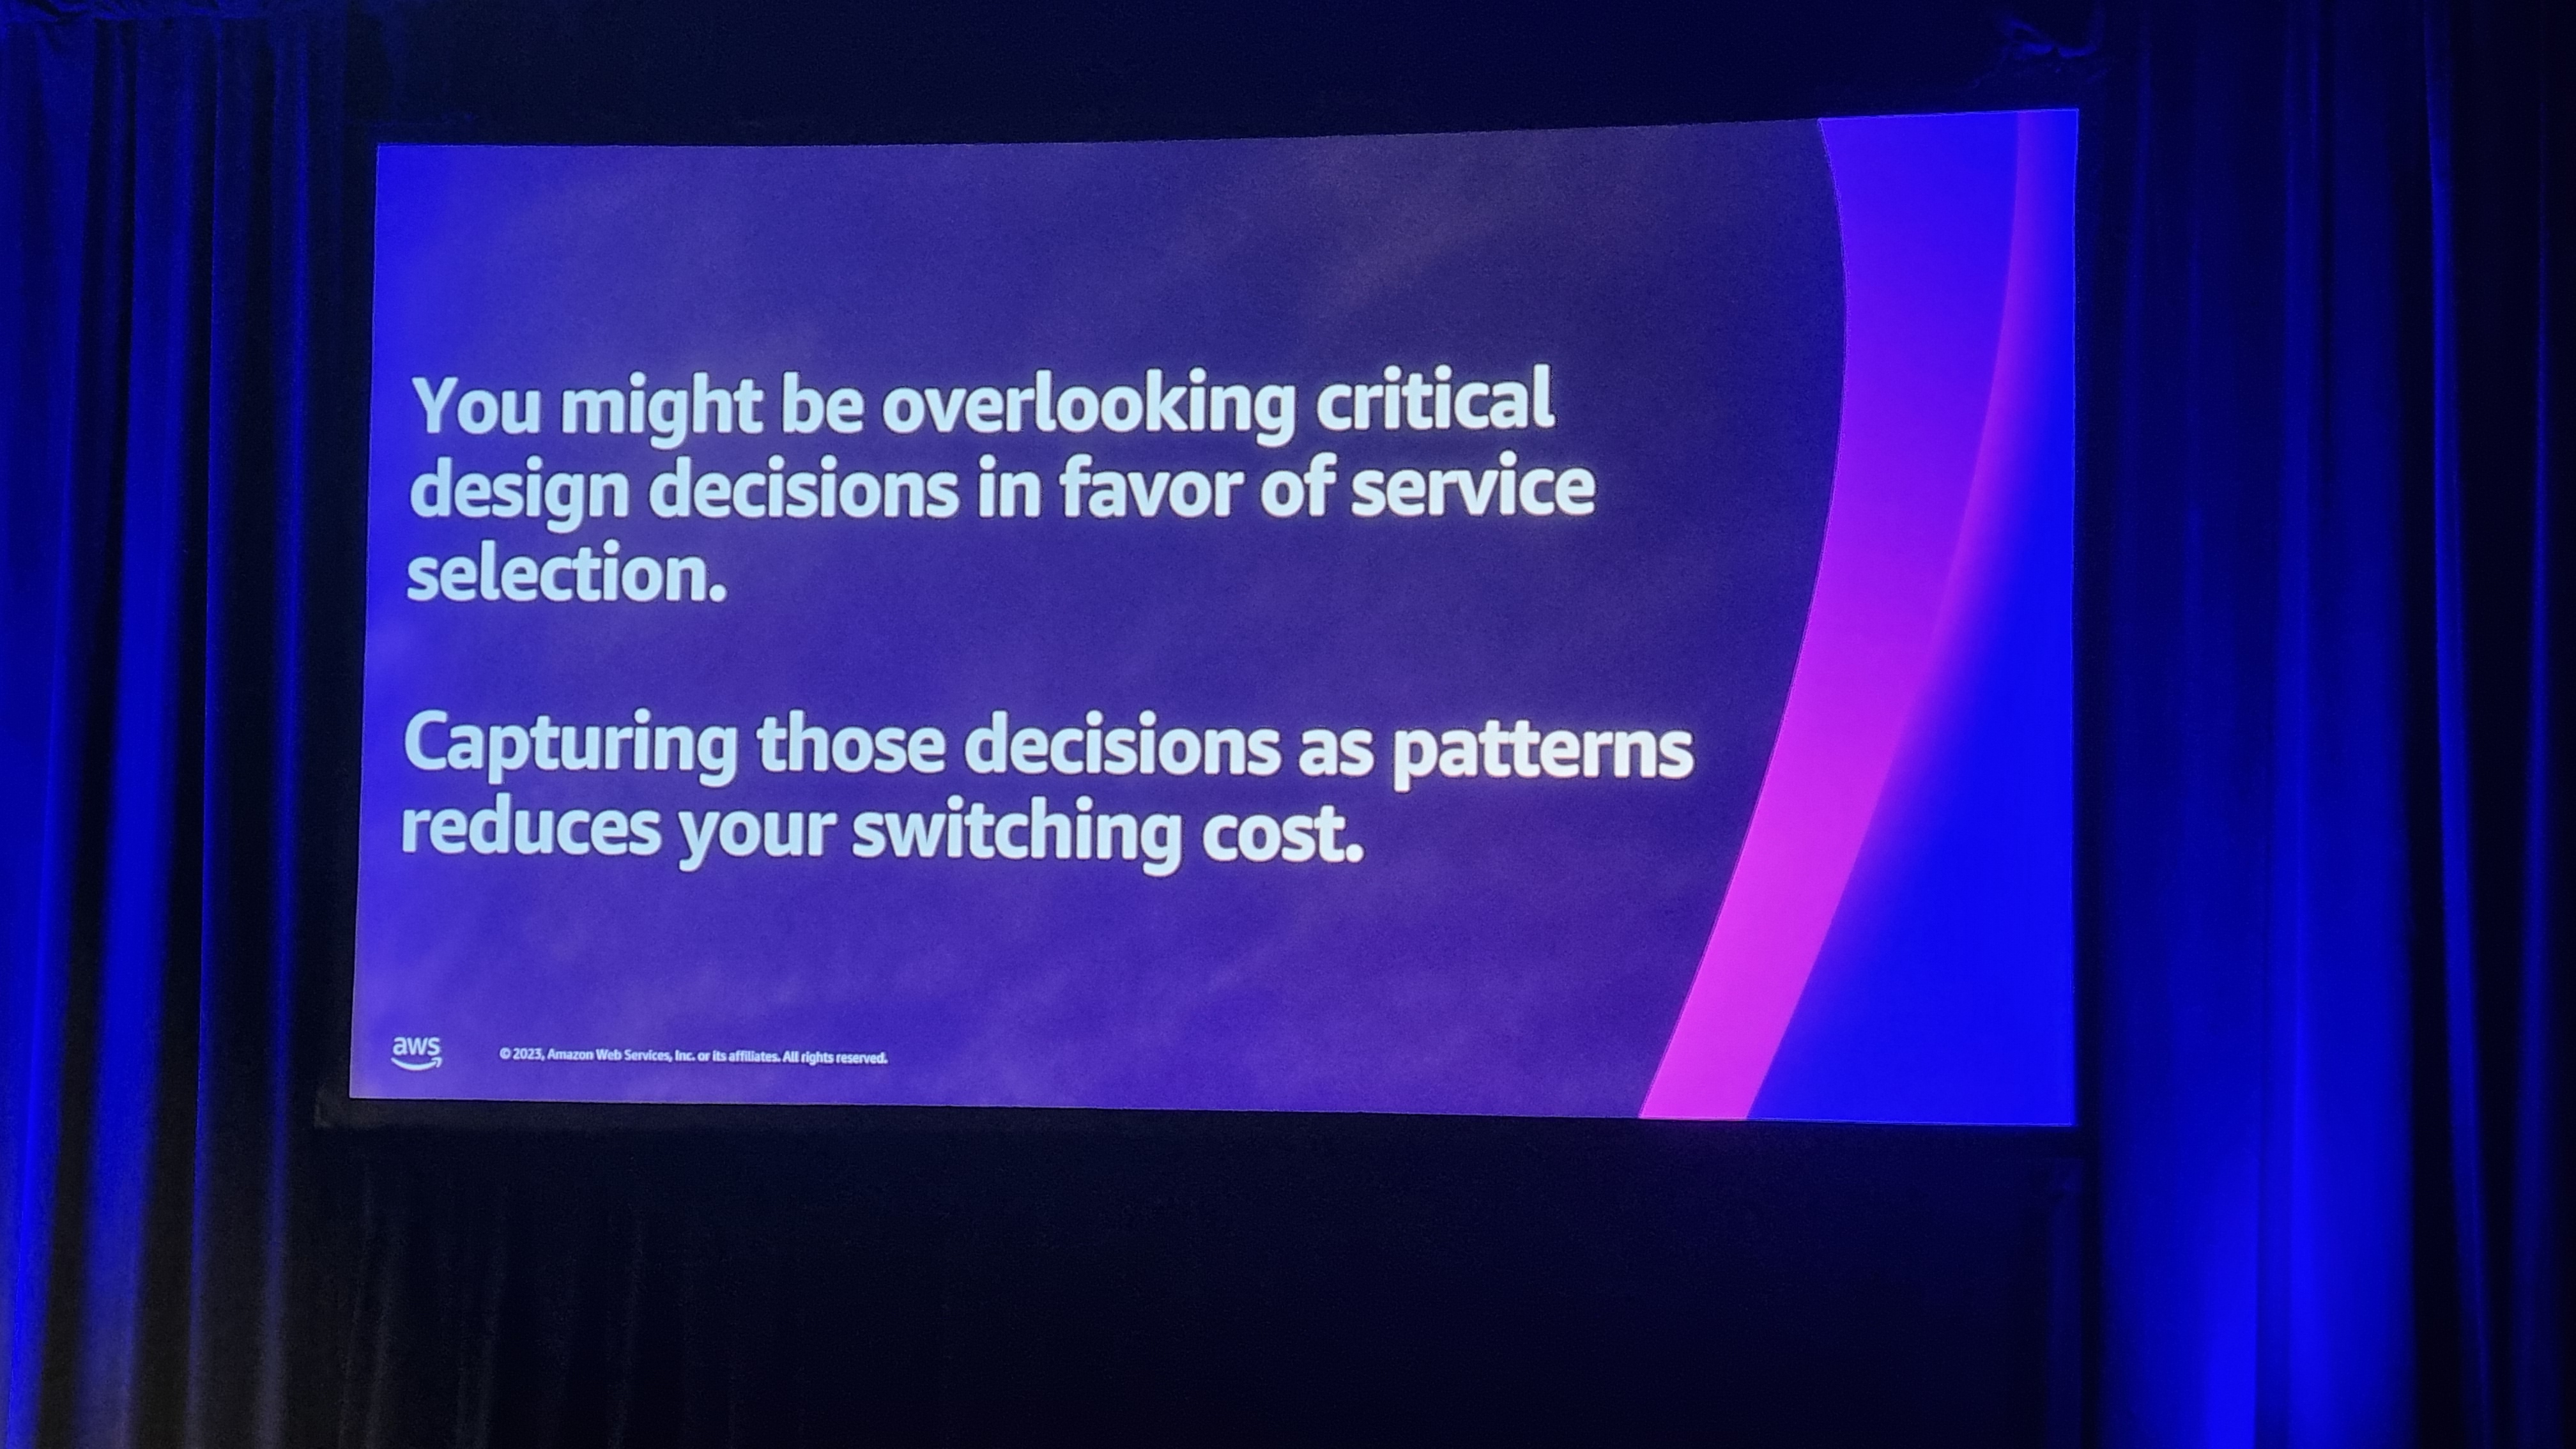 You might be overlooking critical
design decisions in favor of service
selection.
Capturing those decisions as patterns
reduces your switching cost.
aws
© 2023, Amazon Web Services, Inc. or its affiliates. All rights reserved.